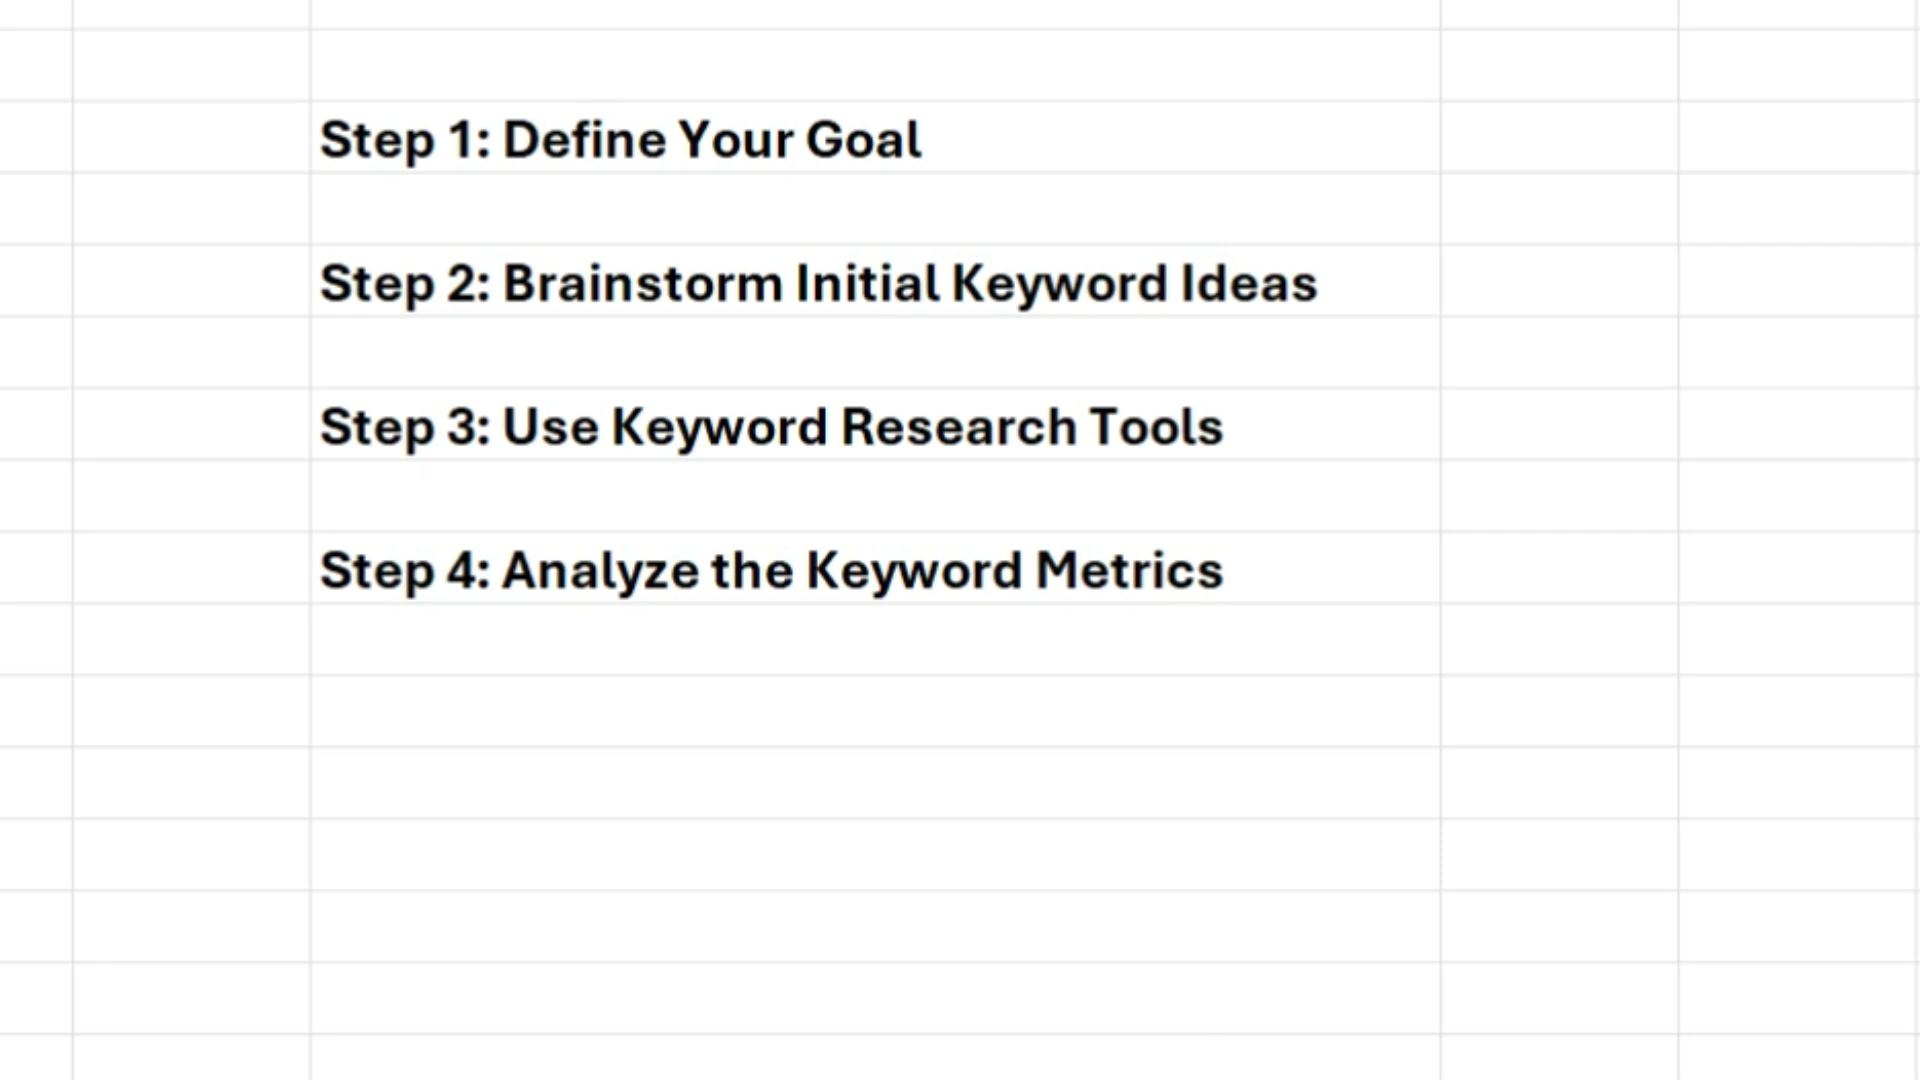 Step 1: Define Your Goal
Step 2: Brainstorm Initial Keyword Ideas
Step 3: Use Keyword Research Tools
Step 4: Analyze the Keyword Metrics